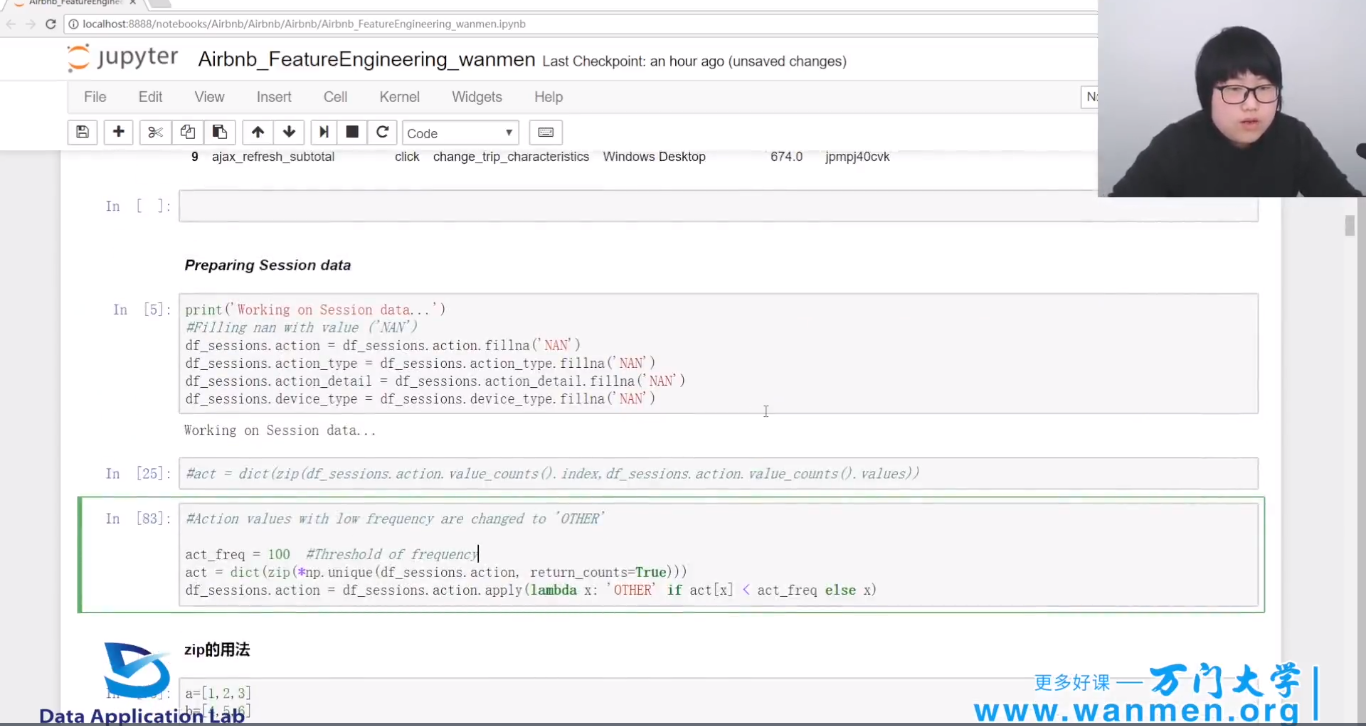 Airbnb_FeatureEngine
localhost:8888/notebooks/Airbnb/Airbnb/Airbnb/Airbnb_FeatureEngineering_wanmen.ipynb
jupyter Airbnb_FeatureEngineering_wanmen Last Checkpoint: an hour ago (unsaved changes)
File Edit View Insert Cell Kernel Widgets Help
Code
9 ajax_refresh_subtotal click change_trip_characteristics Windows Desktop 674.0 jpmpj40cvk
In [ ]:
Preparing Session data
In [5]: print('Working on Session data...')
#Filling nan with value ('NAN')
df_sessions.action = df_sessions.action.fillna('NAN')
df_sessions.action_type = df_sessions.action_type.fillna('NAN')
df_sessions.action_detail = df_sessions.action_detail.fillna('NAN')
df_sessions.device_type = df_sessions.device_type.fillna('NAN')
Working on Session data...
In [25]: #act = dict(zip(df_sessions.action.value_counts().index,df_sessions.action.value_counts().values))
In [83]: #Action values with low frequency are changed to 'OTHER'
act_freq = 100 #Threshold of frequency
act = dict(zip(*np.unique(df_sessions.action, return_counts=True)))
df_sessions.action = df_sessions.action.apply(lambda x: 'OTHER' if act[x] < act_freq else x)
zip的用法
a=[1,2,3]
b=[4,5,6]
Data Application Lab
更多好课 — 万门大学
www.wanmen.org